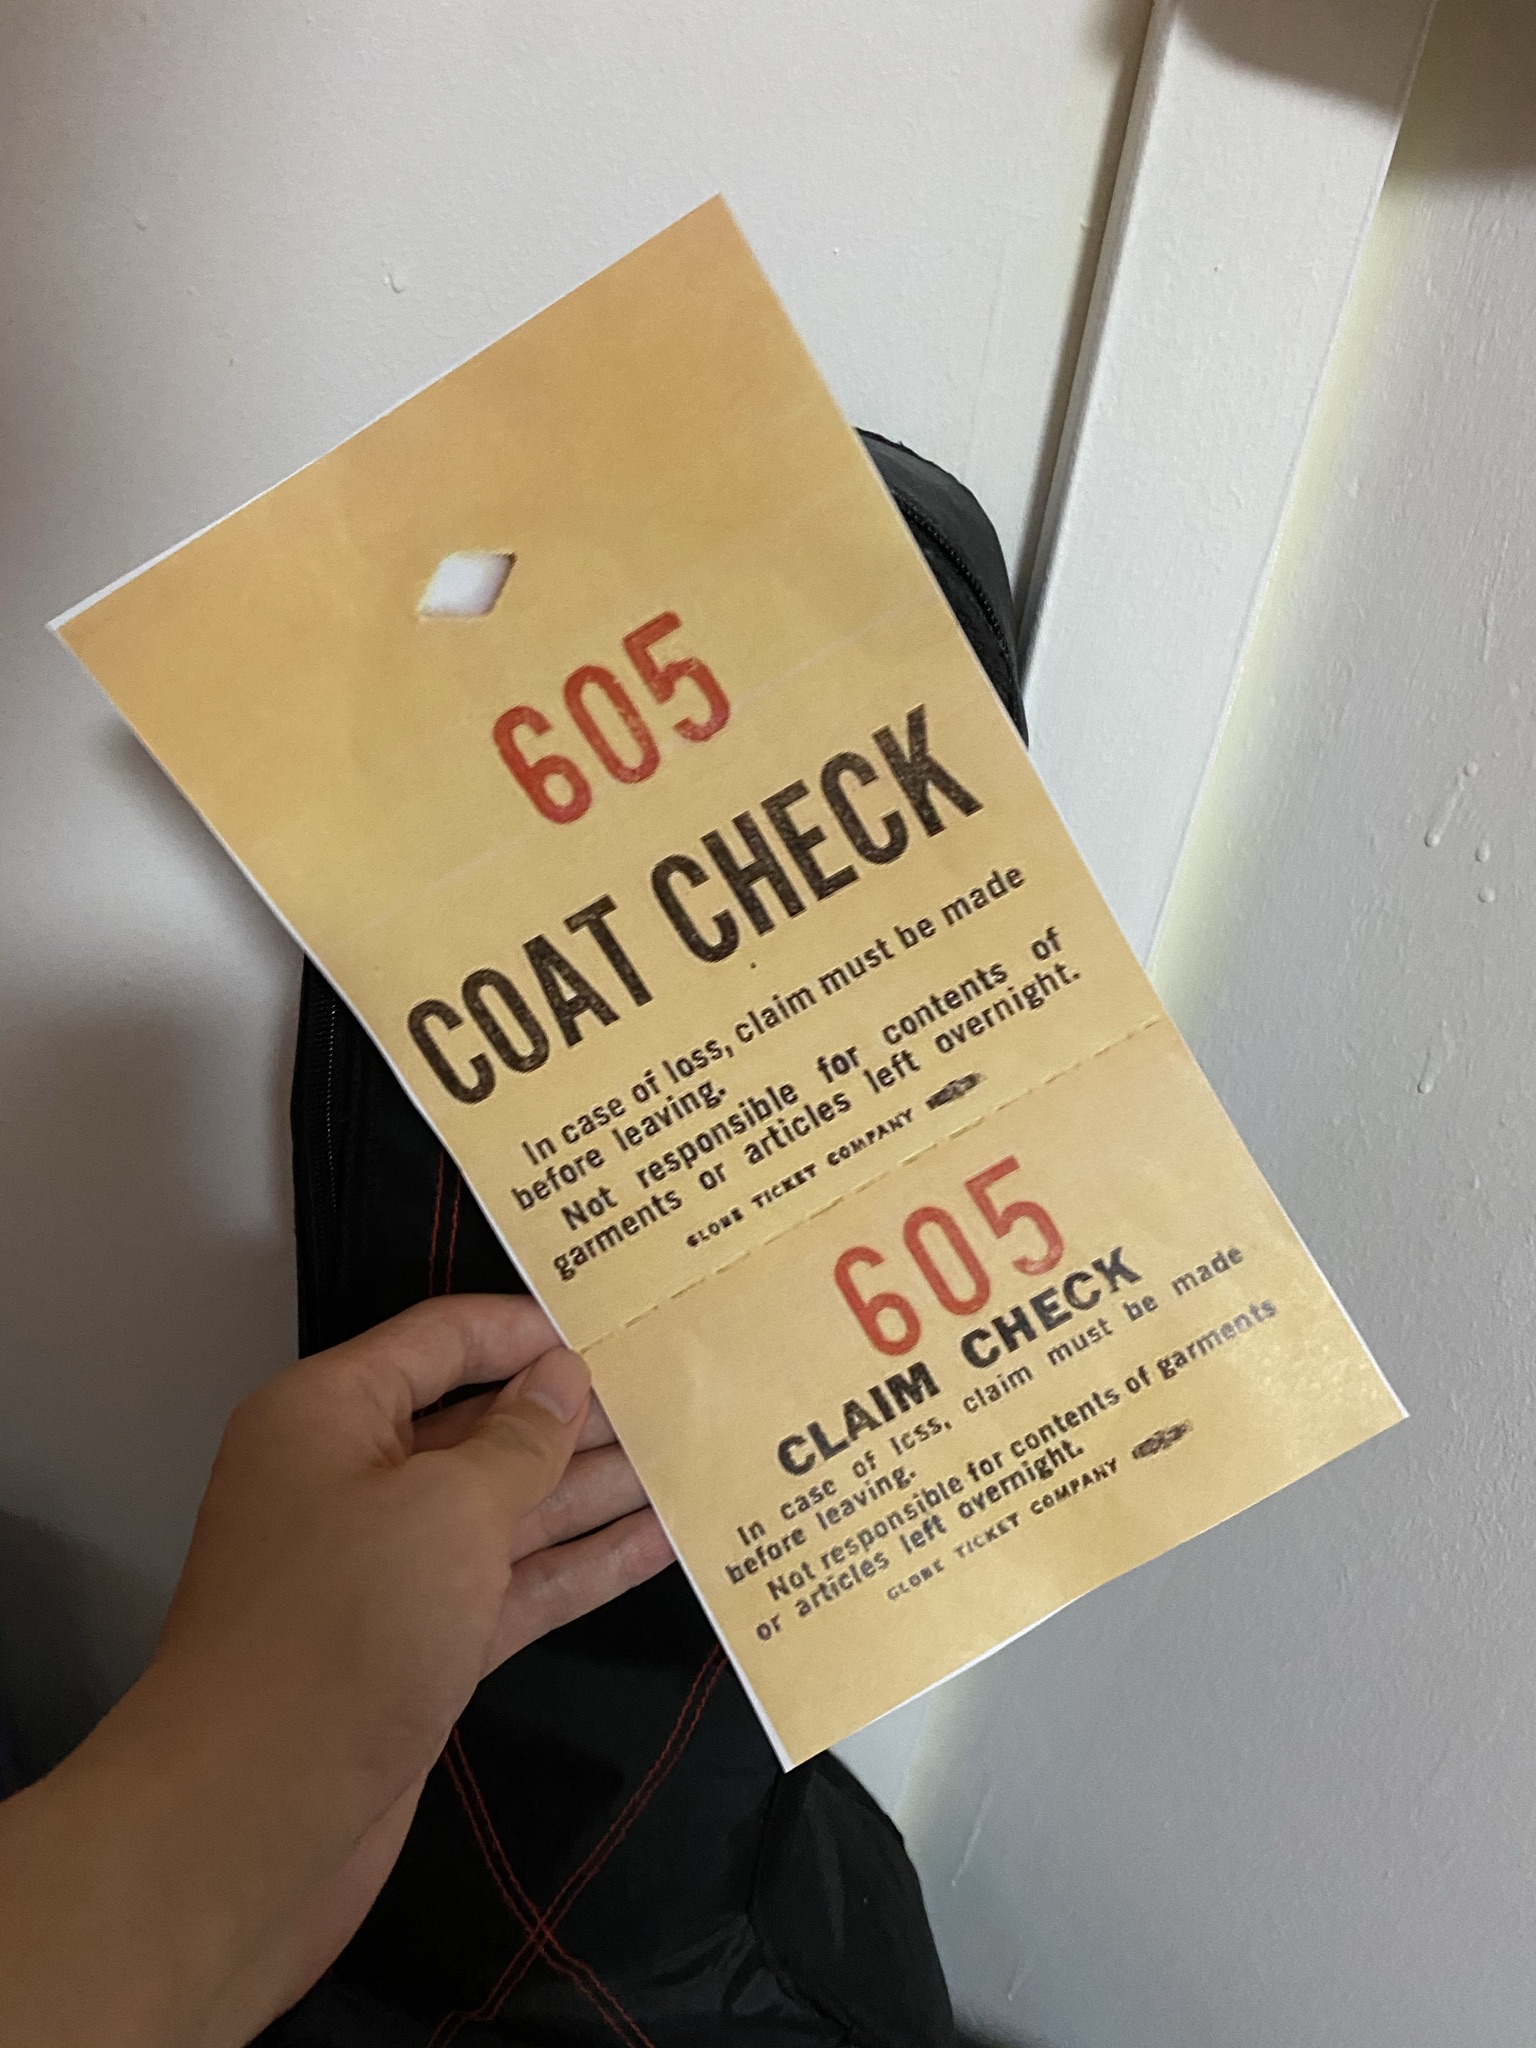 605
COAT CHECK
In case of loss, claim must be made
before leaving.
Not responsible for contents of
garments or articles left overnight.
GLOBE TICKET COMPANY
605
CLAIM CHECK
In case of loss, claim must be made
before leaving.
Not responsible for contents of garments
or articles left overnight.
GLOBE TICKET COMPANY